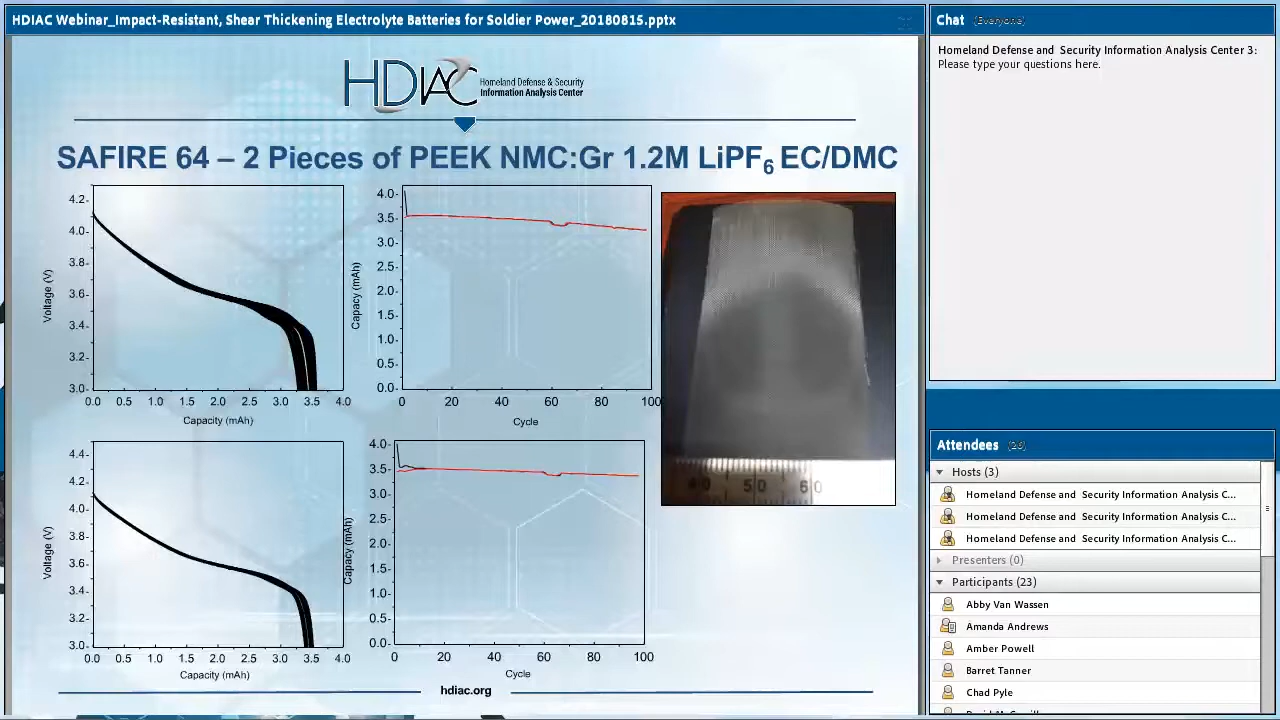 HDIAC Webinar_Impact-Resistant, Shear Thickening Electrolyte Batteries for Soldier Power_20180815.pptx
HDIAC
Homeland Defense & Security
Information Analysis Center
SAFIRE 64 – 2 Pieces of PEEK NMC:Gr 1.2M LiPF6 EC/DMC
4.2
4.0
3.8
3.6
3.4
3.2
3.0
Voltage (V)
0.0 0.5 1.0 1.5 2.0 2.5 3.0 3.5 4.0
Capacity (mAh)
4.0
3.5
3.0
2.5
2.0
1.5
1.0
0.5
0.0
Capacy (mAh)
0 20 40 60 80 100
Cycle
40 50 60
4.4
4.2
4.0
3.8
3.6
3.4
3.2
3.0
Voltage (V)
0.0 0.5 1.0 1.5 2.0 2.5 3.0 3.5 4.0
Capacity (mAh)
4.0
3.5
3.0
2.5
2.0
1.5
1.0
0.5
0.0
Capacy (mAh)
0 20 40 60 80 100
Cycle
hdiac.org
Chat (Everyone)
Homeland Defense and Security Information Analysis Center 3:
Please type your questions here.
Attendees
Hosts (3)
Homeland Defense and Security Information Analysis C...
Homeland Defense and Security Information Analysis C...
Homeland Defense and Security Information Analysis C...
Presenters (0)
Participants (23)
Abby Van Wassen
Amanda Andrews
Amber Powell
Barret Tanner
Chad Pyle